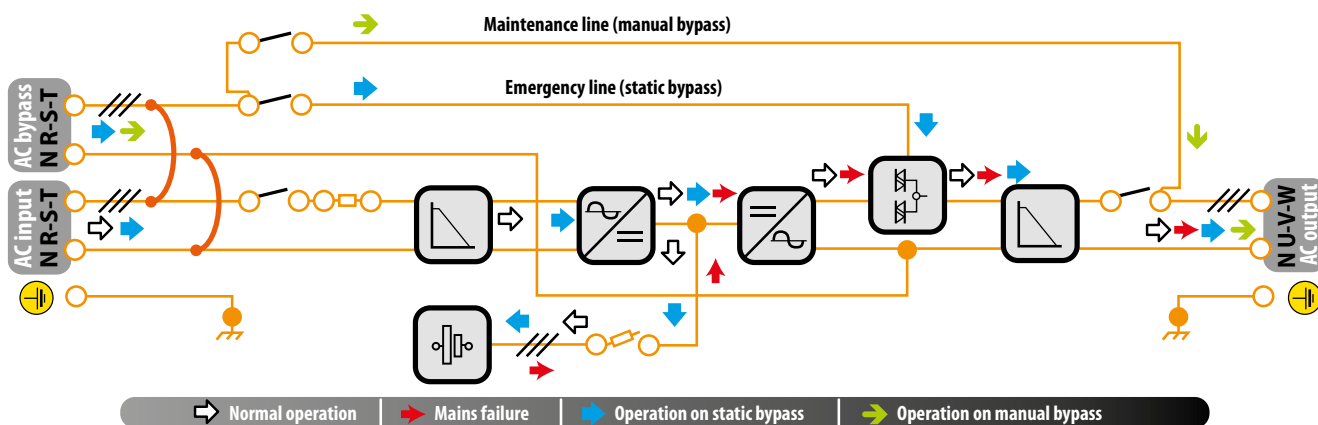 Maintenance line (manual bypass)
Emergency line (static bypass)
AC bypass
N R-S-T
AC input
N R-S-T
N U-V-W
AC output
Normal operation
Mains failure
Operation on static bypass
Operation on manual bypass